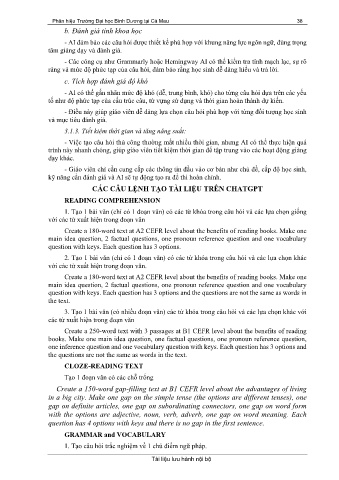 Phân hiệu Trường Đại học Bình Dương tại Cà Mau 36
b. Đánh giá tính khoa học
- AI đảm bảo các câu hỏi được thiết kế phù hợp với khung năng lực ngôn ngữ, đúng trọng
tâm giảng dạy và đánh giá.
- Các công cụ như Grammarly hoặc Hemingway AI có thể kiểm tra tính mạch lạc, sự rõ
ràng và mức độ phức tạp của câu hỏi, đảm bảo rằng học sinh dễ dàng hiểu và trả lời.
c. Tích hợp đánh giá độ khó
- AI có thể gắn nhãn mức độ khó (dễ, trung bình, khó) cho từng câu hỏi dựa trên các yếu
tố như độ phức tạp của cấu trúc câu, từ vựng sử dụng và thời gian hoàn thành dự kiến.
- Điều này giúp giáo viên dễ dàng lựa chọn câu hỏi phù hợp với từng đối tượng học sinh
và mục tiêu đánh giá.
3.1.3. Tiết kiệm thời gian và tăng năng suất:
- Việc tạo câu hỏi thủ công thường mất nhiều thời gian, nhưng AI có thể thực hiện quá
trình này nhanh chóng, giúp giáo viên tiết kiệm thời gian để tập trung vào các hoạt động giảng
dạy khác.
- Giáo viên chỉ cần cung cấp các thông tin đầu vào cơ bản như chủ đề, cấp độ học sinh,
kỹ năng cần đánh giá và AI sẽ tự động tạo ra đề thi hoàn chỉnh.
CÁC CÂU LỆNH TẠO TÀI LIỆU TRÊN CHATGPT
READING COMPREHENSION
1. Tạo 1 bài văn (chỉ có 1 đoạn văn) có các từ khóa trong câu hỏi và các lựa chọn giống
với các từ xuất hiện trong đoạn văn
Create a 180-word text at A2 CEFR level about the benefits of reading books. Make one
main idea question, 2 factual questions, one pronoun reference question and one vocabulary
question with keys. Each question has 3 options.
2. Tạo 1 bài văn (chỉ có 1 đoạn văn) có các từ khóa trong câu hỏi và các lựa chọn khác
với các từ xuất hiện trong đoạn văn.
Create a 180-word text at A2 CEFR level about the benefits of reading books. Make one
main idea question, 2 factual questions, one pronoun reference question and one vocabulary
question with keys. Each question has 3 options and the questions are not the same as words in
the text.
3. Tạo 1 bài văn (có nhiều đoạn văn) các từ khóa trong câu hỏi và các lựa chọn khác với
các từ xuất hiện trong đoạn văn
Create a 250-word text with 3 passages at B1 CEFR level about the benefits of reading
books. Make one main idea question, one factual questions, one pronoun reference question,
one inference question and one vocabulary question with keys. Each question has 3 options and
the questions are not the same as words in the text.
CLOZE-READING TEXT
Tạo 1 đoạn văn có các chỗ trống
Create a 150-word gap-filling text at B1 CEFR level about the advantages of living
in a big city. Make one gap on the simple tense (the options are different tenses), one
gap on definite articles, one gap on subordinating connectors, one gap on word form
with the options are adjective, noun, verb, adverb, one gap on word meaning. Each
question has 4 options with keys and there is no gap in the first sentence.
GRAMMAR and VOCABULARY
1. Tạo câu hỏi trắc nghiệm về 1 chủ điểm ngữ pháp.
Tài liệu lưu hành nội bộ